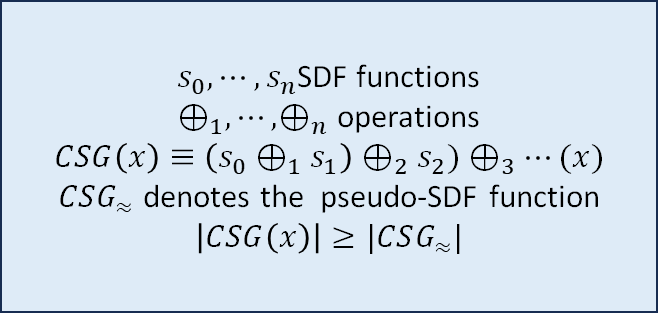 s₀, ⋯ , sₙSDF functions
⊕₁, ⋯ , ⊕ₙ operations
CSG(x) ≡ (s₀ ⊕₁ s₁) ⊕₂ s₂) ⊕₃ ⋯ (x)
CSG≈ denotes the pseudo-SDF function
|CSG(x)| ≥ |CSG≈|